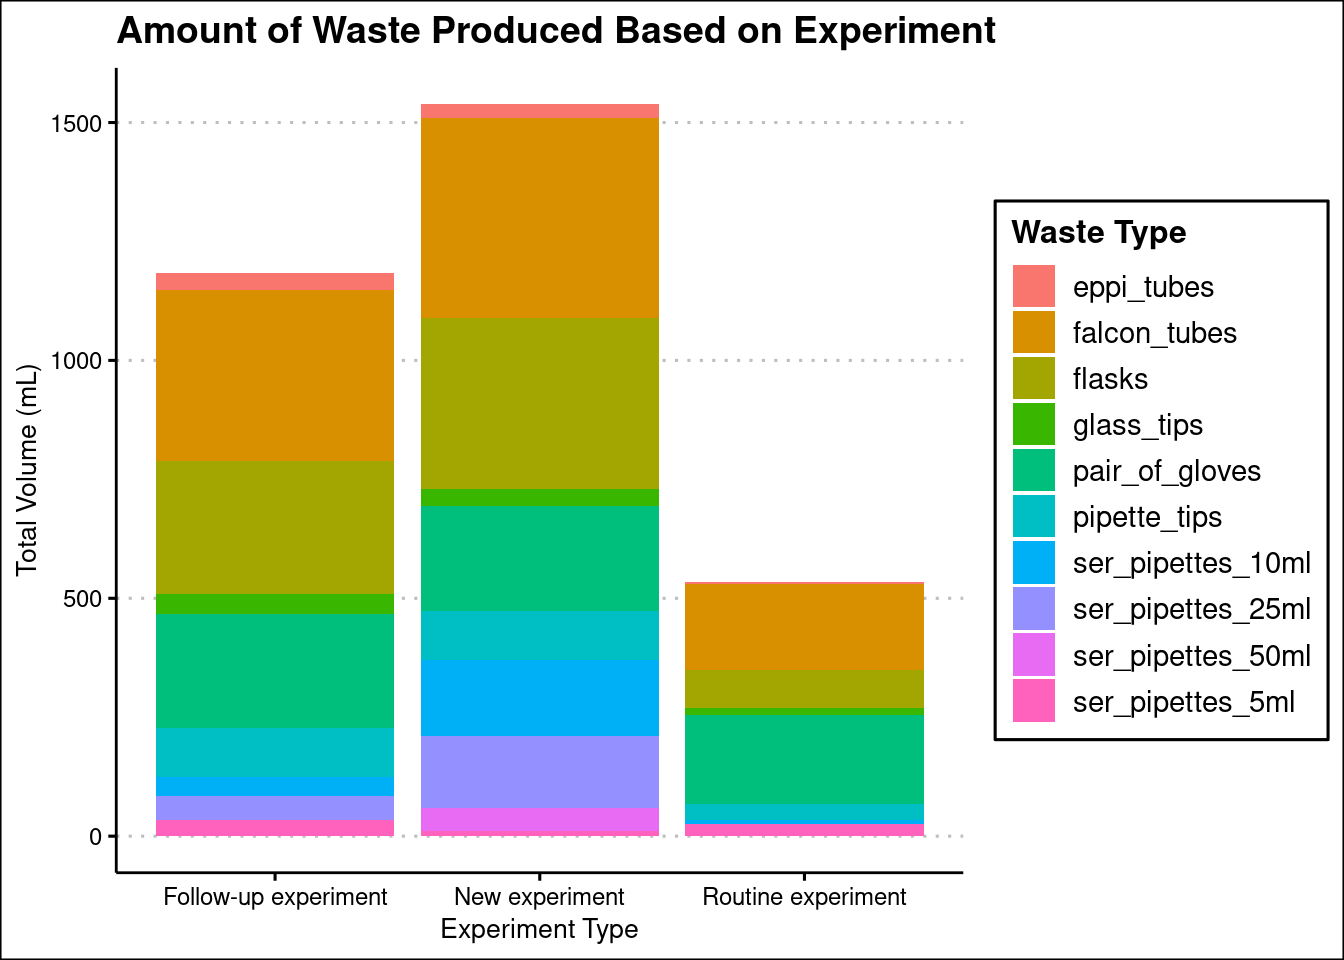 Amount of Waste Produced Based on Experiment
Total Volume (mL)
1500
1000
500
0
Follow-up experiment
New experiment
Routine experiment
Experiment Type
Waste Type
eppi_tubes
falcon_tubes
flasks
glass_tips
pair_of_gloves
pipette_tips
ser_pipettes_10ml
ser_pipettes_25ml
ser_pipettes_50ml
ser_pipettes_5ml